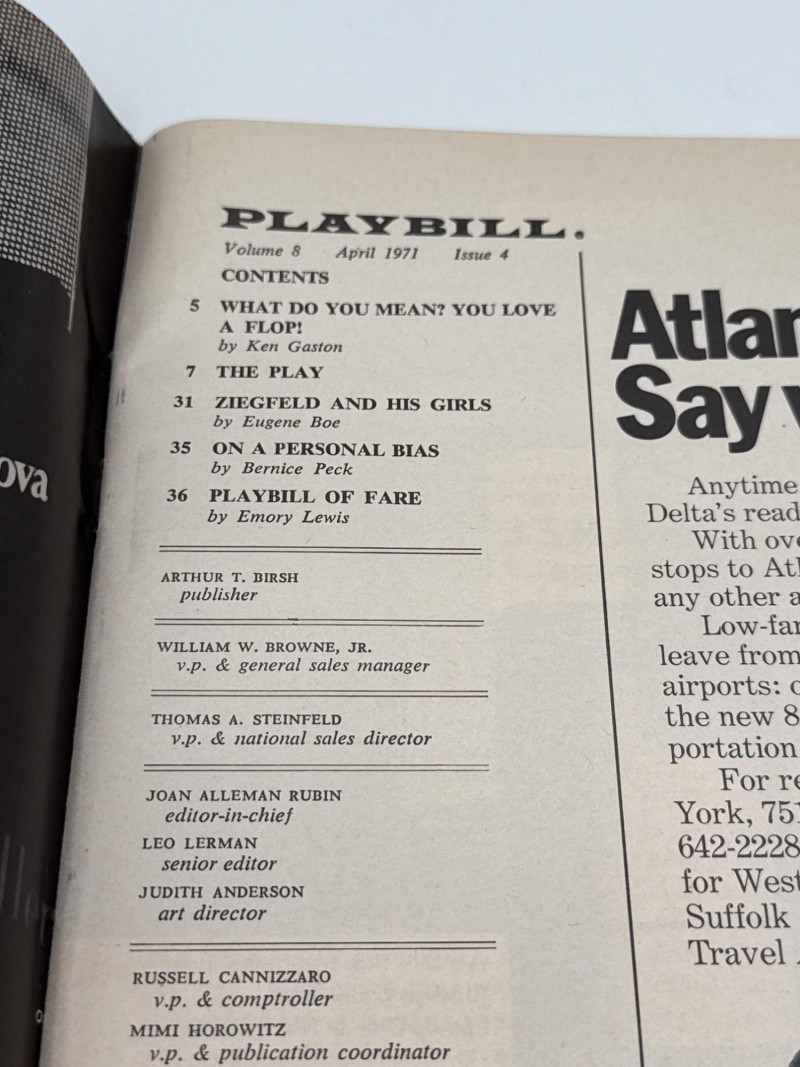 PLAYBILL.
Volume 8 April 1971 Issue 4
CONTENTS
5 WHAT DO YOU MEAN? YOU LOVE
A FLOP!
by Ken Gaston
7 THE PLAY
31 ZIEGFELD AND HIS GIRLS
by Eugene Boe
35 ON A PERSONAL BIAS
by Bernice Peck
36 PLAYBILL OF FARE
by Emory Lewis
ARTHUR T. BIRSH
publisher
WILLIAM W. BROWNE, JR.
v.p. & general sales manager
THOMAS A. STEINFELD
v.p. & national sales director
JOAN ALLEMAN RUBIN
editor-in-chief
LEO LERMAN
senior editor
JUDITH ANDERSON
art director
RUSSELL CANNIZZARO
v.p. & comptroller
MIMI HOROWITZ
v.p. & publication coordinator
Atlan
Say
Anytime
Delta's read
With ove
stops to Atl
any other a
Low-far
leave from
airports: c
the new 8
portation
For re
York, 751
642-2228
for West
Suffolk
Travel
ova